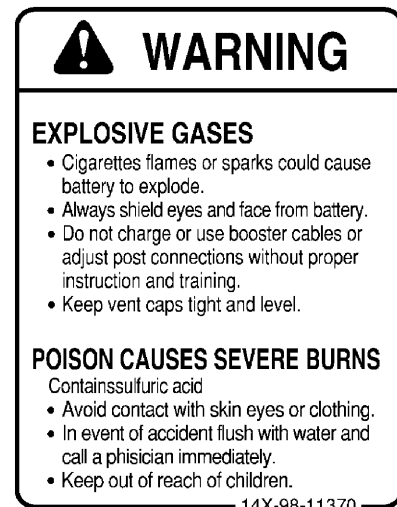 WARNING
EXPLOSIVE GASES
• Cigarettes flames or sparks could cause
battery to explode.
• Always shield eyes and face from battery.
• Do not charge or use booster cables or
adjust post connections without proper
instruction and training.
• Keep vent caps tight and level.
POISON CAUSES SEVERE BURNS
Containssulfuric acid
• Avoid contact with skin eyes or clothing.
• In event of accident flush with water and
call a phisician immediately.
• Keep out of reach of children.
14X-98-11370